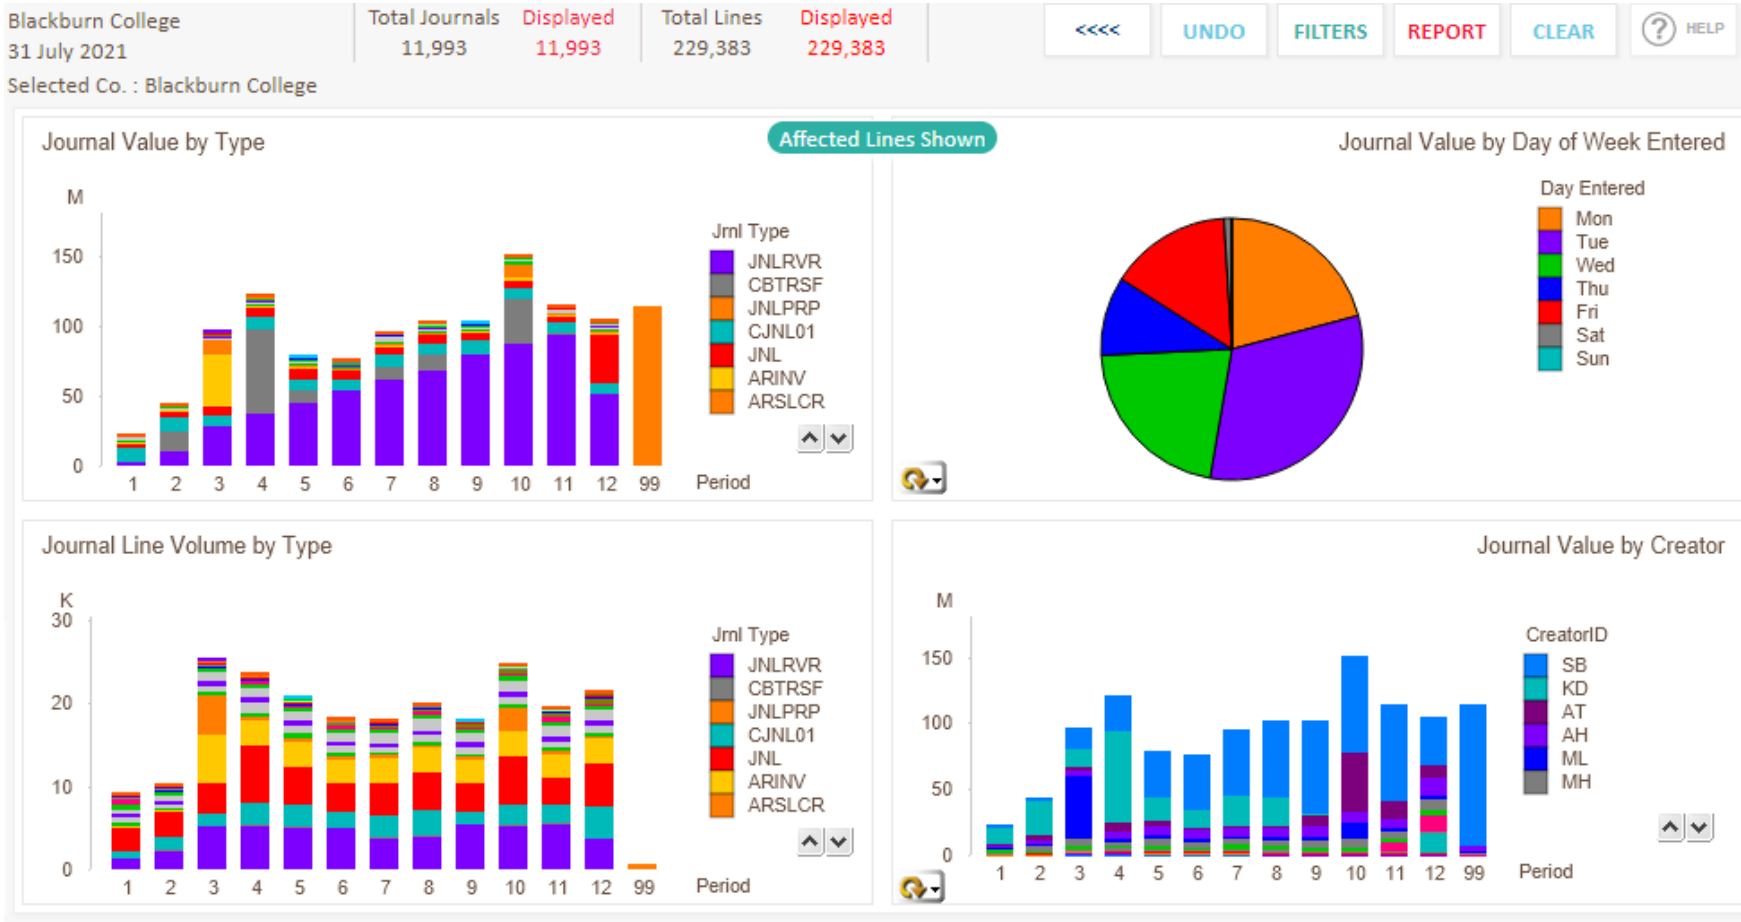 Blackburn College
31 July 2021
Selected Co. : Blackburn College
Total Journals Displayed
11,993 11,993
Total Lines Displayed
229,383 229,383
<<<<
UNDO
FILTERS
REPORT
CLEAR
? HELP
Affected Lines Shown
Journal Value by Type
M
150
100
50
0
1 2 3 4 5 6 7 8 9 10 11 12 99 Period
Jrnl Type
JNLRVR
CBTRSF
JNLPRP
CJNL01
JNL
ARINV
ARSLCR
Journal Value by Day of Week Entered
Day Entered
Mon
Tue
Wed
Thu
Fri
Sat
Sun
Journal Line Volume by Type
K
30
20
10
0
1 2 3 4 5 6 7 8 9 10 11 12 99 Period
Jrnl Type
JNLRVR
CBTRSF
JNLPRP
CJNL01
JNL
ARINV
ARSLCR
Journal Value by Creator
M
150
100
50
0
1 2 3 4 5 6 7 8 9 10 11 12 99 Period
CreatorID
SB
KD
AT
AH
ML
MH